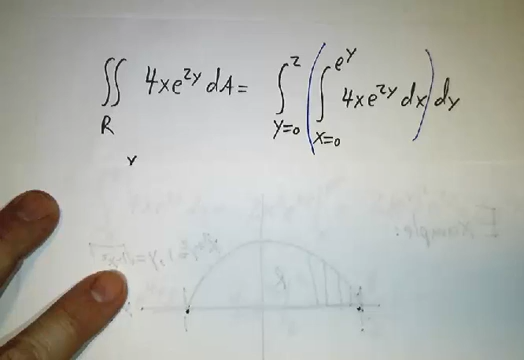 ∬_R 4xe^{2y} dA = ∫_{y=0}^{2} ( ∫_{x=0}^{e^y} 4xe^{2y} dx ) dy
Y
Example:
R